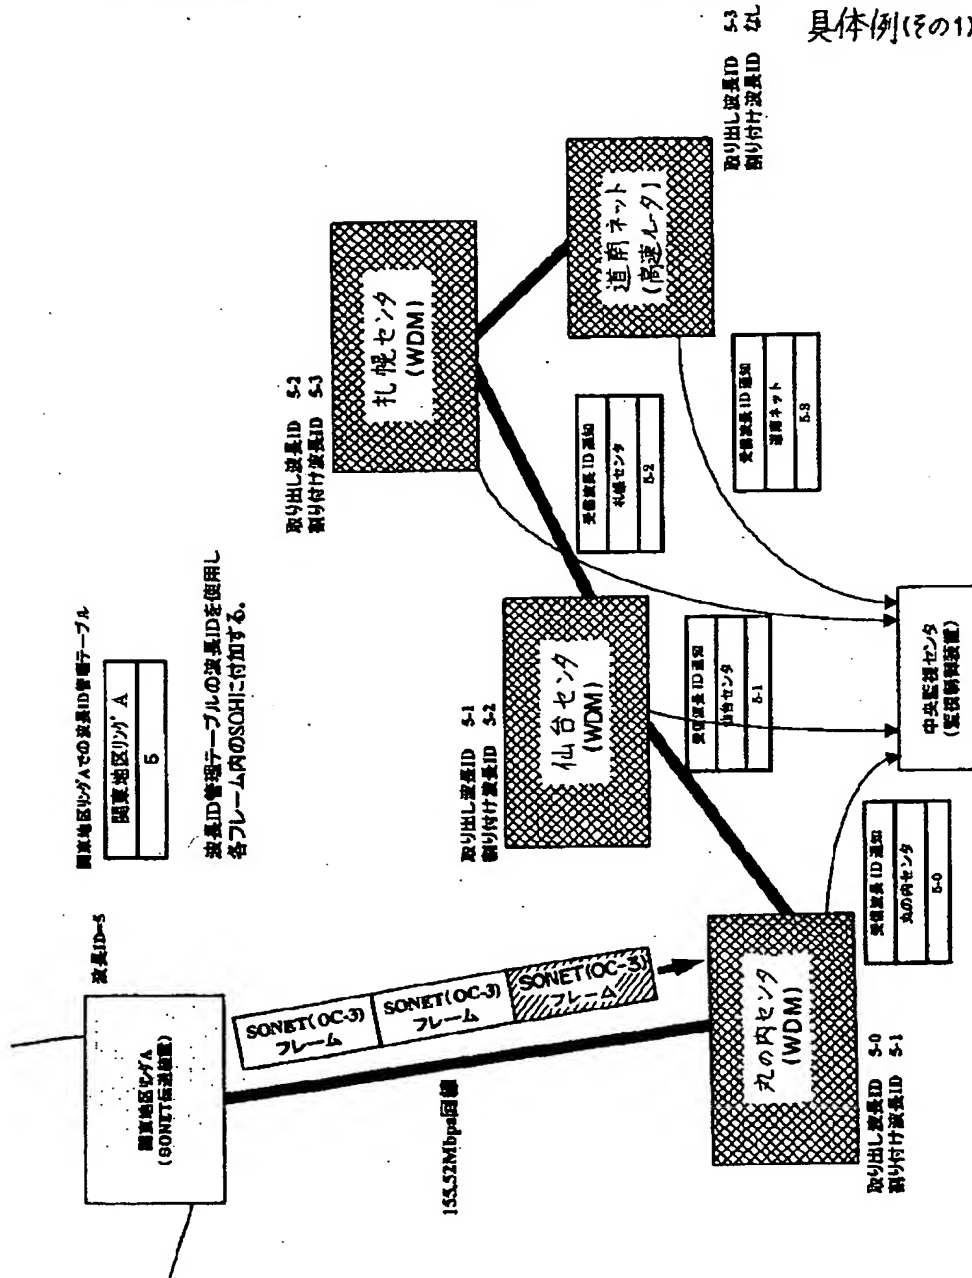 具体例(その1)
関東地区リングAでの波長ID管理テーブル
関東地区リング A
5
波長ID管理テーブルの波長IDを使用し
各フレーム内のSOHに付加する。
波長ID=5
関東地区リングA
(SONET伝送装置)
SONET(OC-3)
フレーム
SONET(OC-3)
フレーム
SONET(OC-3)
フレーム
155.52Mbps回線
丸の内センタ
(WDM)
取り出し波長ID 5-0
割り付け波長ID 5-1
受信波長ID通知
丸の内センタ
5-0
取り出し波長ID 5-1
割り付け波長ID 5-2
仙台センタ
(WDM)
受信波長ID通知
仙台センタ
5-1
取り出し波長ID 5-2
割り付け波長ID 5-3
札幌センタ
(WDM)
受信波長ID通知
札幌センタ
5-2
取り出し波長ID 5-3
割り付け波長ID なし
道南ネット
(高速ルータ)
受信波長ID通知
道南ネット
5-3
中央監視センタ
(監視制御装置)